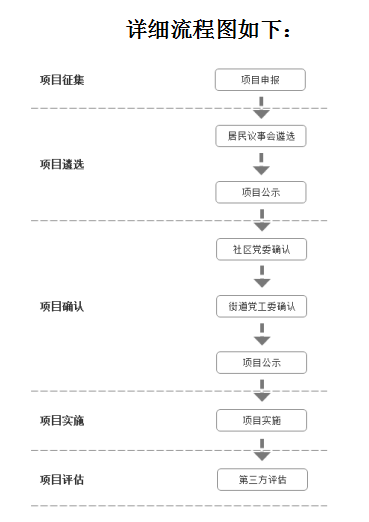 详细流程图如下：
项目征集
项目申报
项目遴选
居民议事会遴选
项目公示
项目确认
社区党委确认
街道党工委确认
项目公示
项目实施
项目实施
项目评估
第三方评估